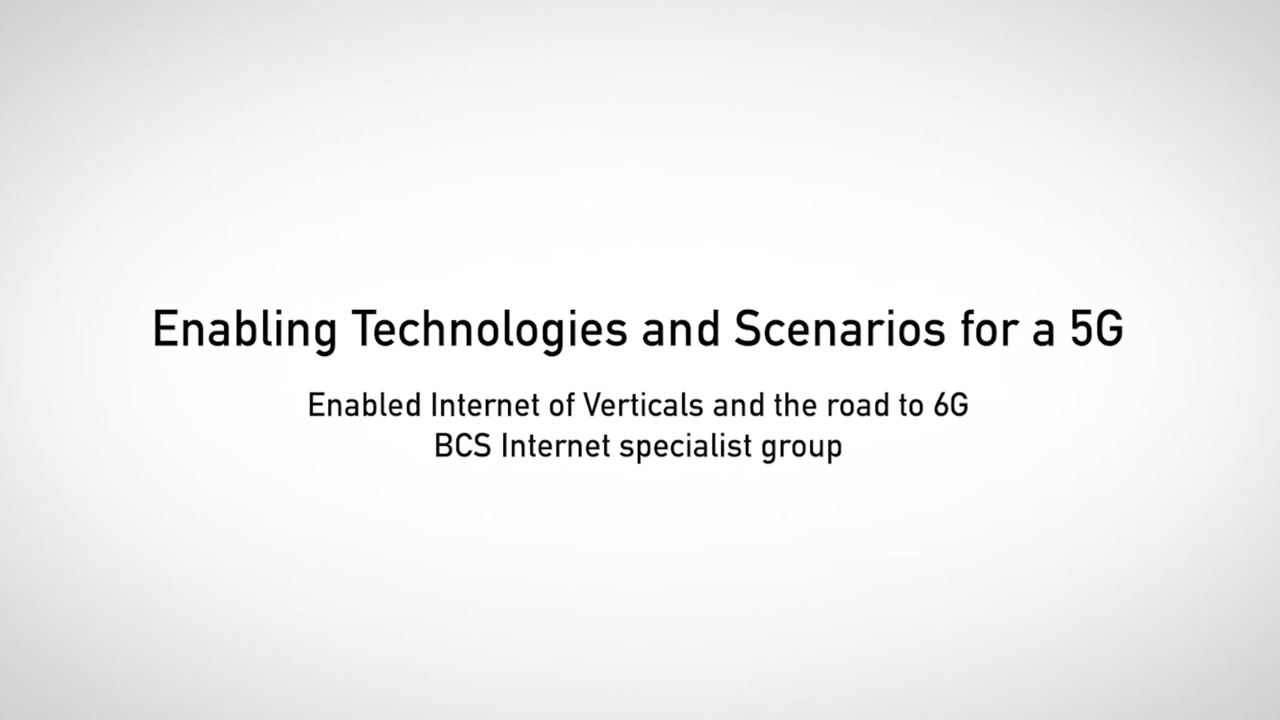 Enabling Technologies and Scenarios for a 5G
Enabled Internet of Verticals and the road to 6G
BCS Internet specialist group